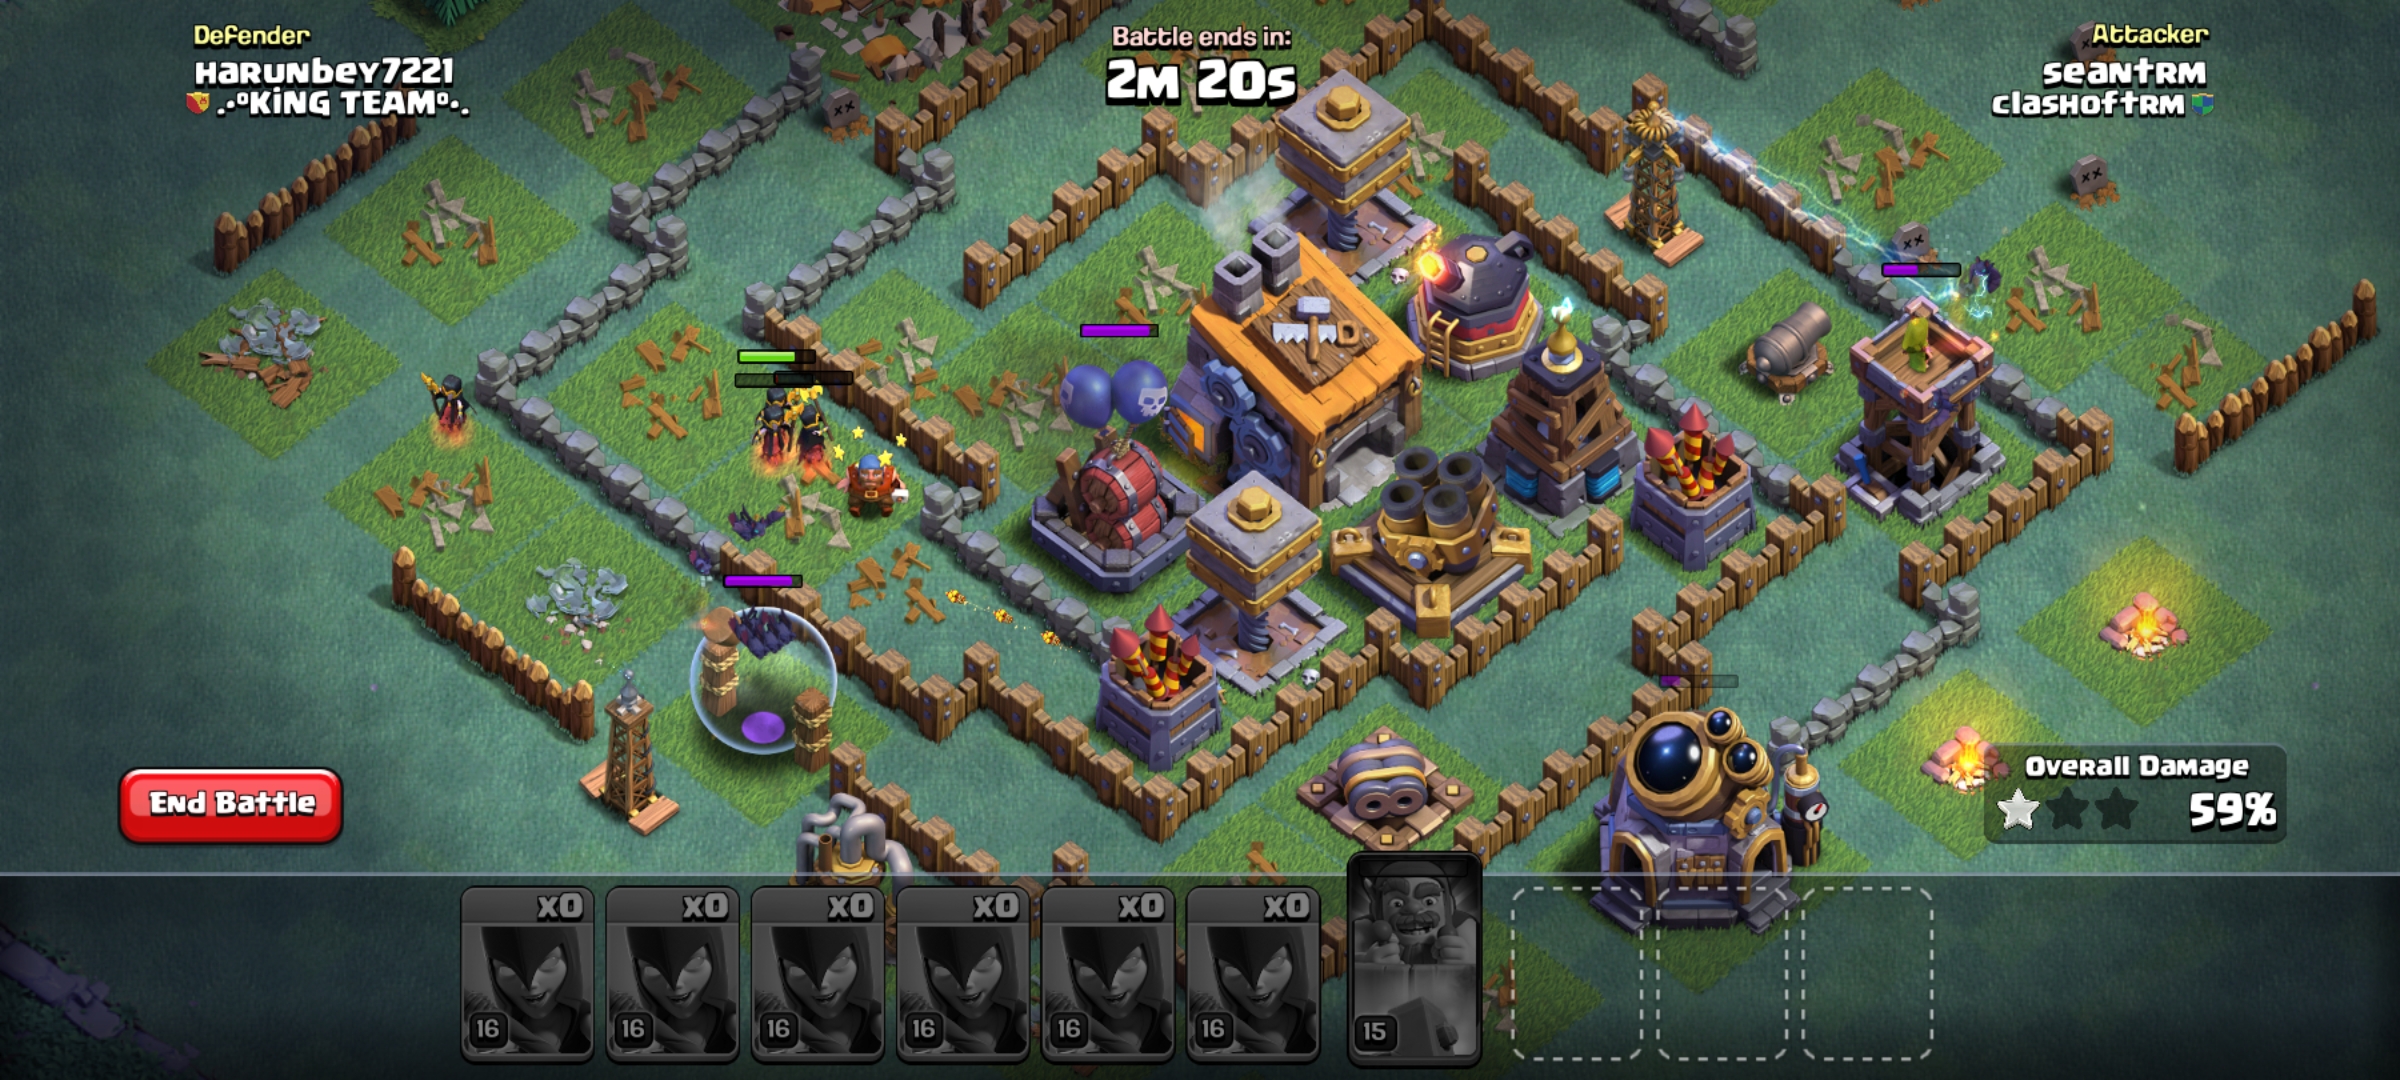 Defender
Harunbey7221
.•°KING TEAM°•.
Battle ends in:
2M 20s
Attacker
seantrm
clashoftrm
End Battle
Overall Damage
59%
x0
x0
x0
x0
x0
x0
16
16
16
16
16
16
15